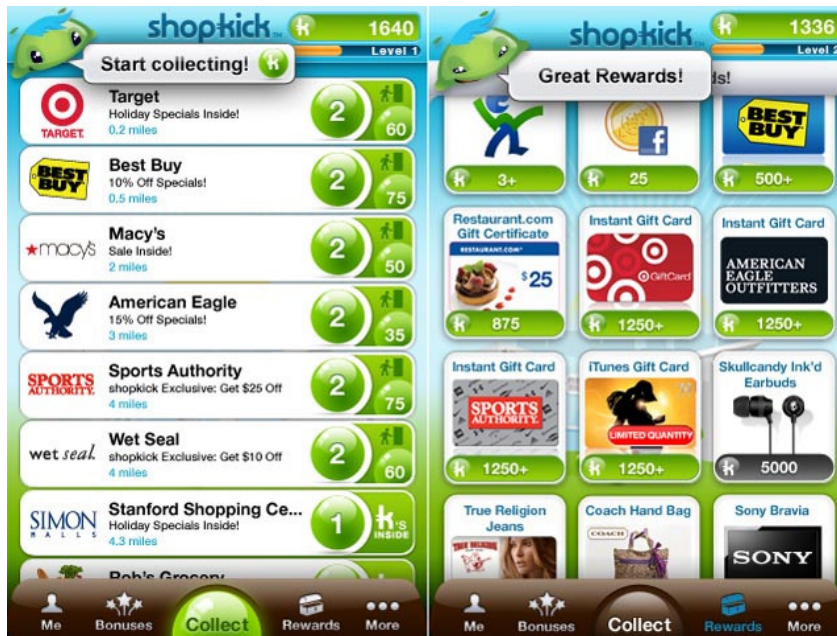 shopkick™
1640
Level 1
Start collecting!
TARGET
Target
Holiday Specials Inside!
0.2 miles
2
60
BEST BUY
Best Buy
10% Off Specials!
0.5 miles
2
75
macy's
Macy's
Sale Inside!
2 miles
2
50
American Eagle
15% Off Specials!
3 miles
2
35
SPORTS AUTHORITY.
Sports Authority
shopkick Exclusive: Get $25 Off
4 miles
2
75
wet seal.
Wet Seal
shopkick Exclusive: Get $10 Off
4 miles
2
60
SIMON
MALLS
Stanford Shopping Ce...
Holiday Specials Inside!
4.3 miles
1
k's
INSIDE
Rob's Grocery
Me
Bonuses
Collect
Rewards
More
shopkick™
1336
Level 2
Great Rewards!
ds!
3+
f
25
BEST BUY
500+
Restaurant.com
Gift Certificate
RESTAURANT.COM
$25
875
Instant Gift Card
GiftCard
1250+
Instant Gift Card
AMERICAN
EAGLE
OUTFITTERS
1250+
Instant Gift Card
SPORTS
AUTHORITY.
1250+
iTunes Gift Card
LIMITED QUANTITY
1250+
Skullcandy Ink'd
Earbuds
5000
True Religion
Jeans
TRUE RELIGION
Coach Hand Bag
COACH
Sony Bravia
SONY
Me
Bonuses
Collect
Rewards
More